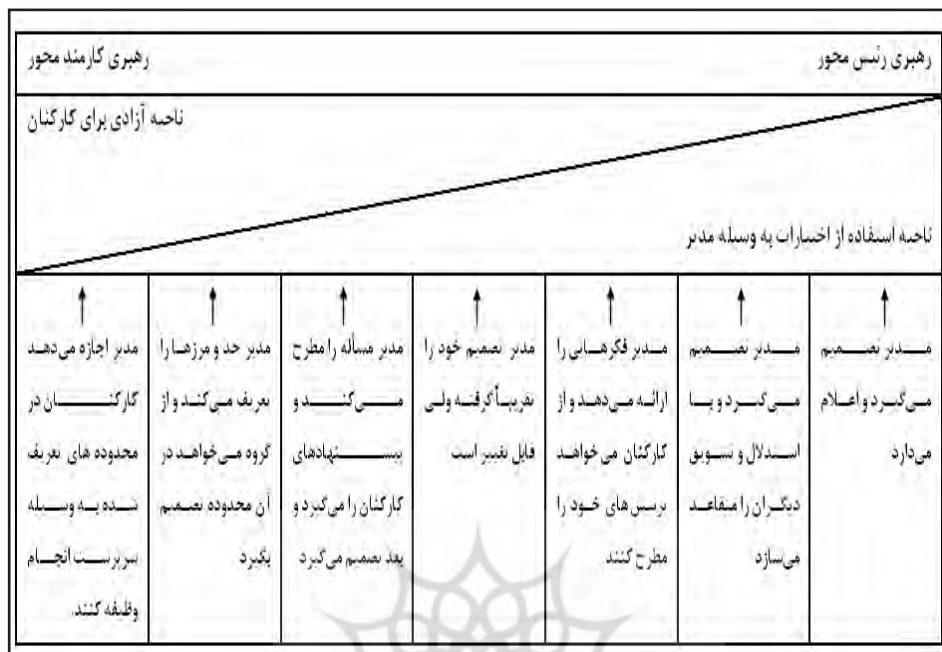 رهبری رئیس محور
رهبری کارمند محور
ناحیه آزادی برای کارکنان
ناحیه استفاده از اختیارات به وسیله مدیر
مدیر تصمیم
می‌گیرد و اعلام
می‌دارد
مدیر تصمیم
می‌گیرد و با
استدلال و تشویق
دیگران را متقاعد
می‌سازد
مدیر فکرهایی را
ارائه می‌دهد و از
کارکنان می‌خواهد
پرسش‌های خود را
مطرح کنند
مدیر تصمیم خود را
تقریباً گرفته ولی
قابل تغییر است
مدیر مسأله را مطرح
می‌کند و
پیشنهادهای
کارکنان را می‌گیرد و
بعد تصمیم می‌گیرد
مدیر حد و مرزها را
تعریف می‌کند و از
گروه می‌خواهد در
آن محدوده تصمیم
بگیرد
مدیر اجازه می‌دهد
کارکنان در
محدوده های تعریف
شده به وسیله
سرپرست انجام
وظیفه کنند.